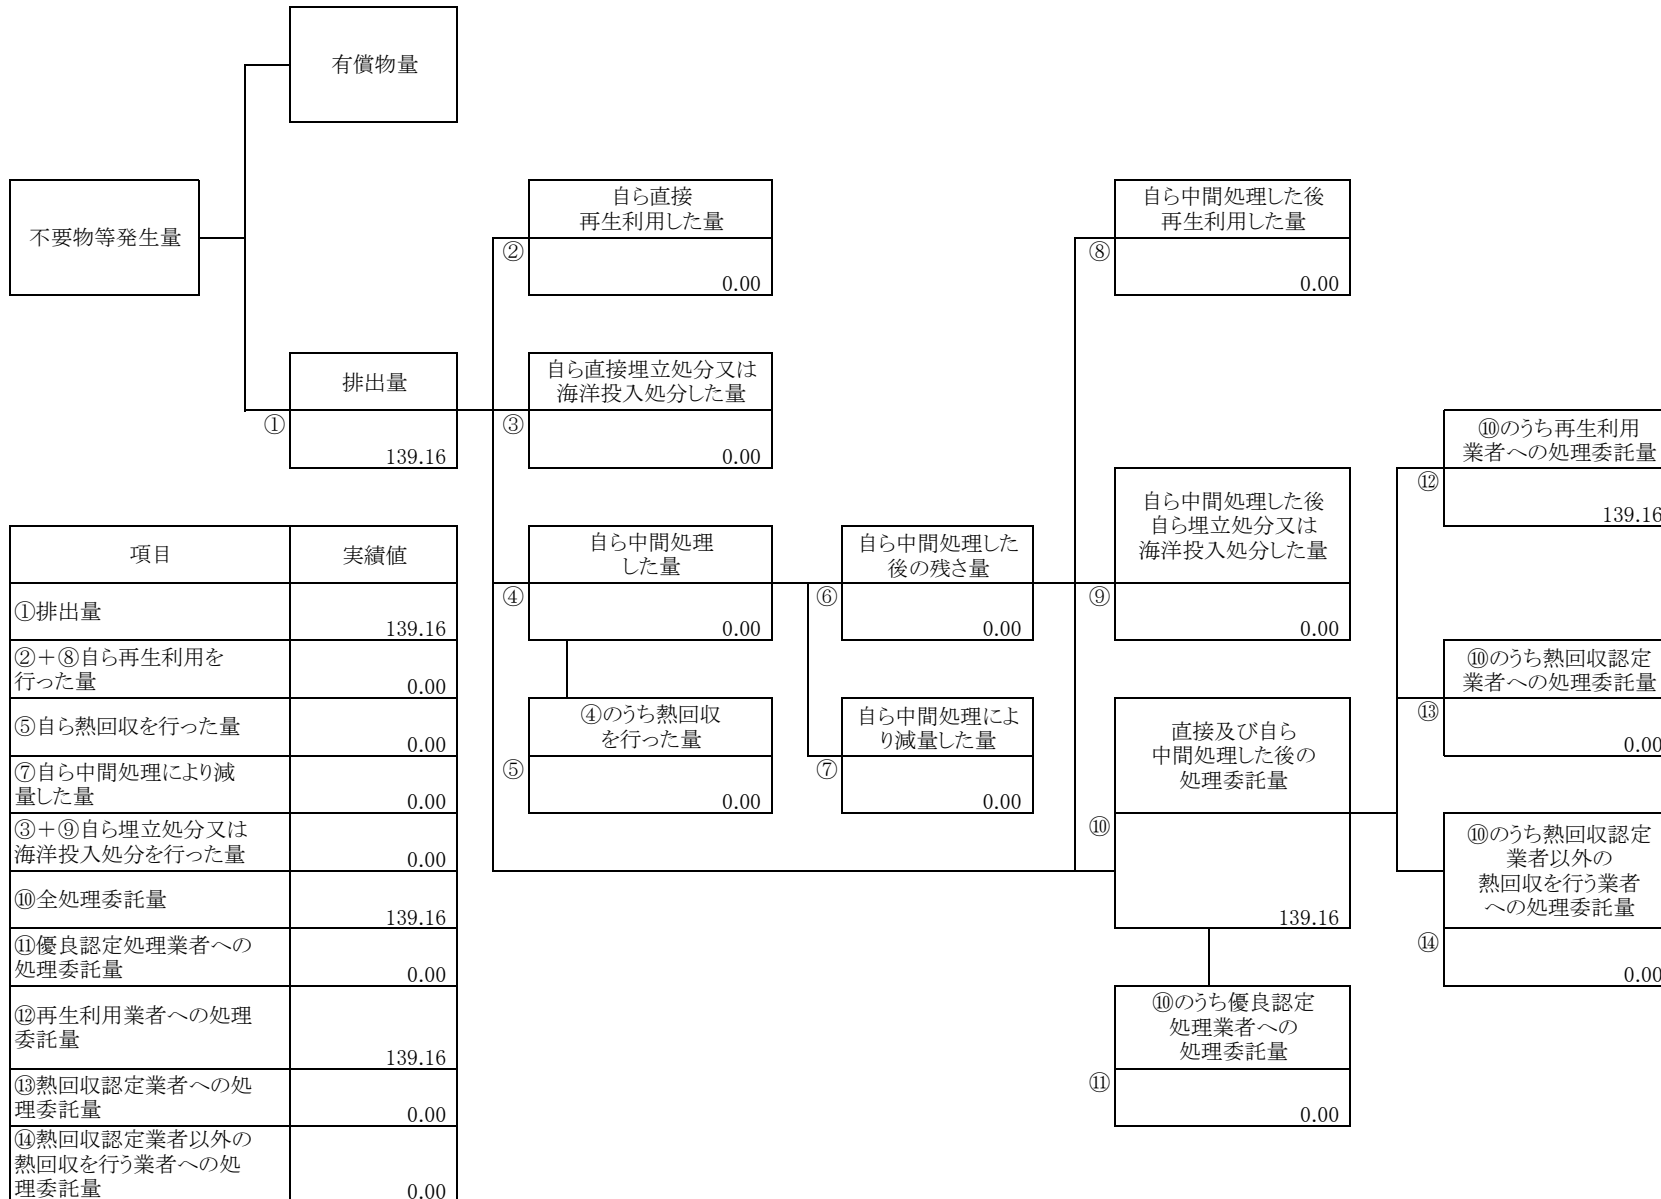 有償物量
不要物等発生量
排出量
①
139.16
自ら直接
再生利用した量
②
0.00
自ら直接埋立処分又は
海洋投入処分した量
③
0.00
自ら中間処理
した量
④
0.00
④のうち熱回収
を行った量
⑤
0.00
自ら中間処理した
後の残さ量
⑥
0.00
自ら中間処理によ
り減量した量
⑦
0.00
自ら中間処理した後
再生利用した量
⑧
0.00
自ら中間処理した後
自ら埋立処分又は
海洋投入処分した量
⑨
0.00
直接及び自ら
中間処理した後の
処理委託量
⑩
139.16
⑩のうち優良認定
処理業者への
処理委託量
⑪
0.00
⑩のうち再生利用
業者への処理委託量
⑫
139.16
⑩のうち熱回収認定
業者への処理委託量
⑬
0.00
⑩のうち熱回収認定
業者以外の
熱回収を行う業者
への処理委託量
⑭
0.00
項目 実績値
①排出量
139.16
②+⑧自ら再生利用を
行った量 0.00
⑤自ら熱回収を行った量
0.00
⑦自ら中間処理により減
量した量 0.00
③+⑨自ら埋立処分又は
海洋投入処分を行った量 0.00
⑩全処理委託量
139.16
⑪優良認定処理業者への
処理委託量 0.00
⑫再生利用業者への処理
委託量
139.16
⑬熱回収認定業者への処
理委託量 0.00
⑭熱回収認定業者以外の
熱回収を行う業者への処
理委託量 0.00